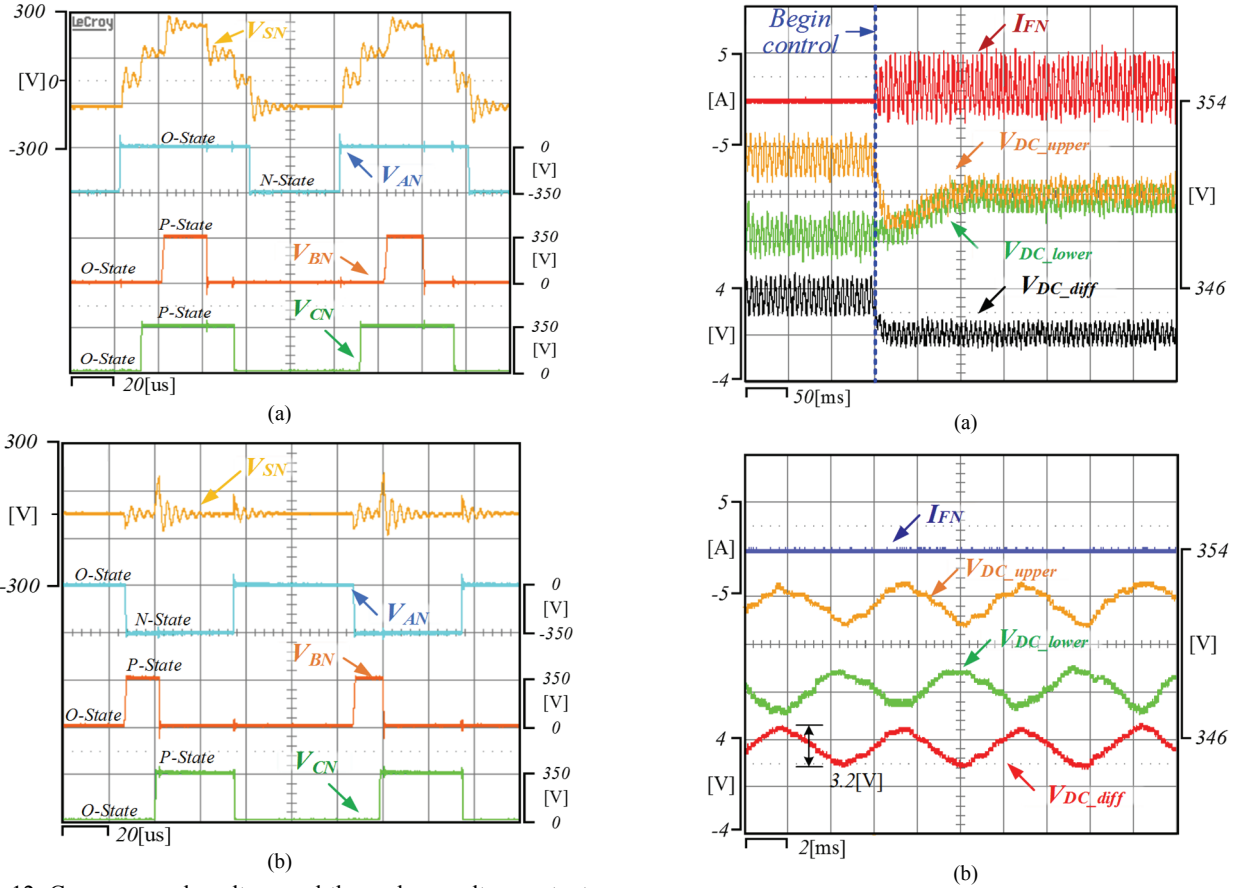 300
[V] 0
-300
LeCroy
VSN
O-State
N-State
VAN
0
[V]
-350
P-State
O-State
VBN
350
[V]
0
P-State
O-State
VCN
350
[V]
0
20[us]
(a)
300
[V]
-300
VSN
O-State
N-State
VAN
0
[V]
-350
P-State
O-State
VBN
350
[V]
0
P-State
O-State
VCN
350
[V]
0
20[us]
(b)
Begin
control
IFN
5
[A]
-5
354
VDC_upper
[V]
VDC_lower
VDC_diff
346
4
[V]
-4
50[ms]
(a)
5
[A]
-5
IFN
354
VDC_upper
VDC_lower
[V]
346
4
[V]
-4
3.2[V]
VDC_diff
2[ms]
(b)